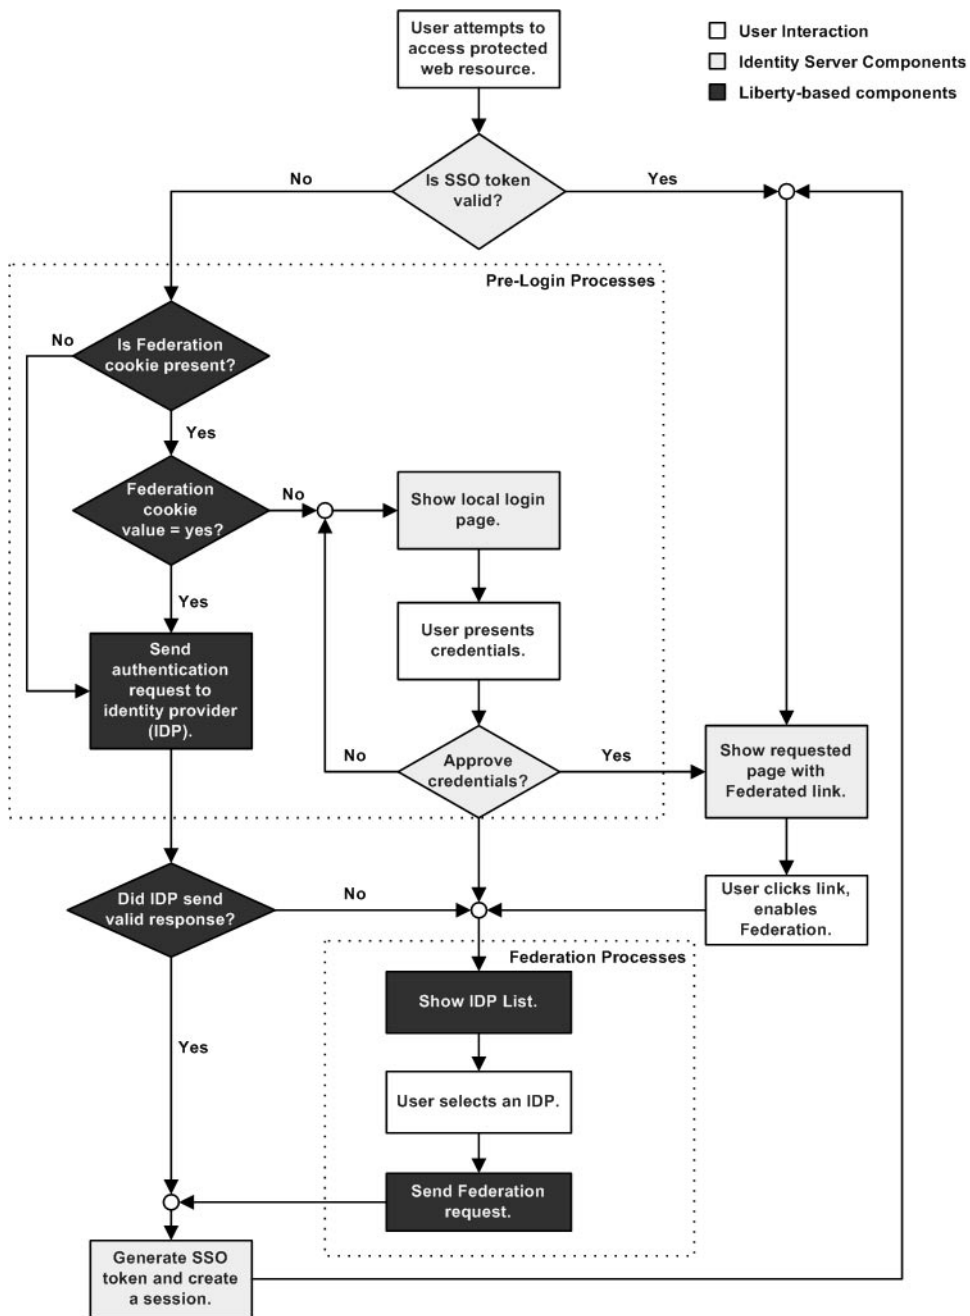 User attempts to
access protected
web resource.
User Interaction
Identity Server Components
Liberty-based components
No
Is SSO token
valid?
Yes
Pre-Login Processes
No
Is Federation
cookie present?
Yes
Federation
cookie
value = yes?
No
Show local login
page.
Yes
User presents
credentials.
Send
authentication
request to
identity provider
(IDP).
No
Approve
credentials?
Yes
Show requested
page with
Federated link.
Did IDP send
valid response?
No
User clicks link,
enables
Federation.
Federation Processes
Show IDP List.
Yes
User selects an IDP.
Send Federation
request.
Generate SSO
token and create
a session.